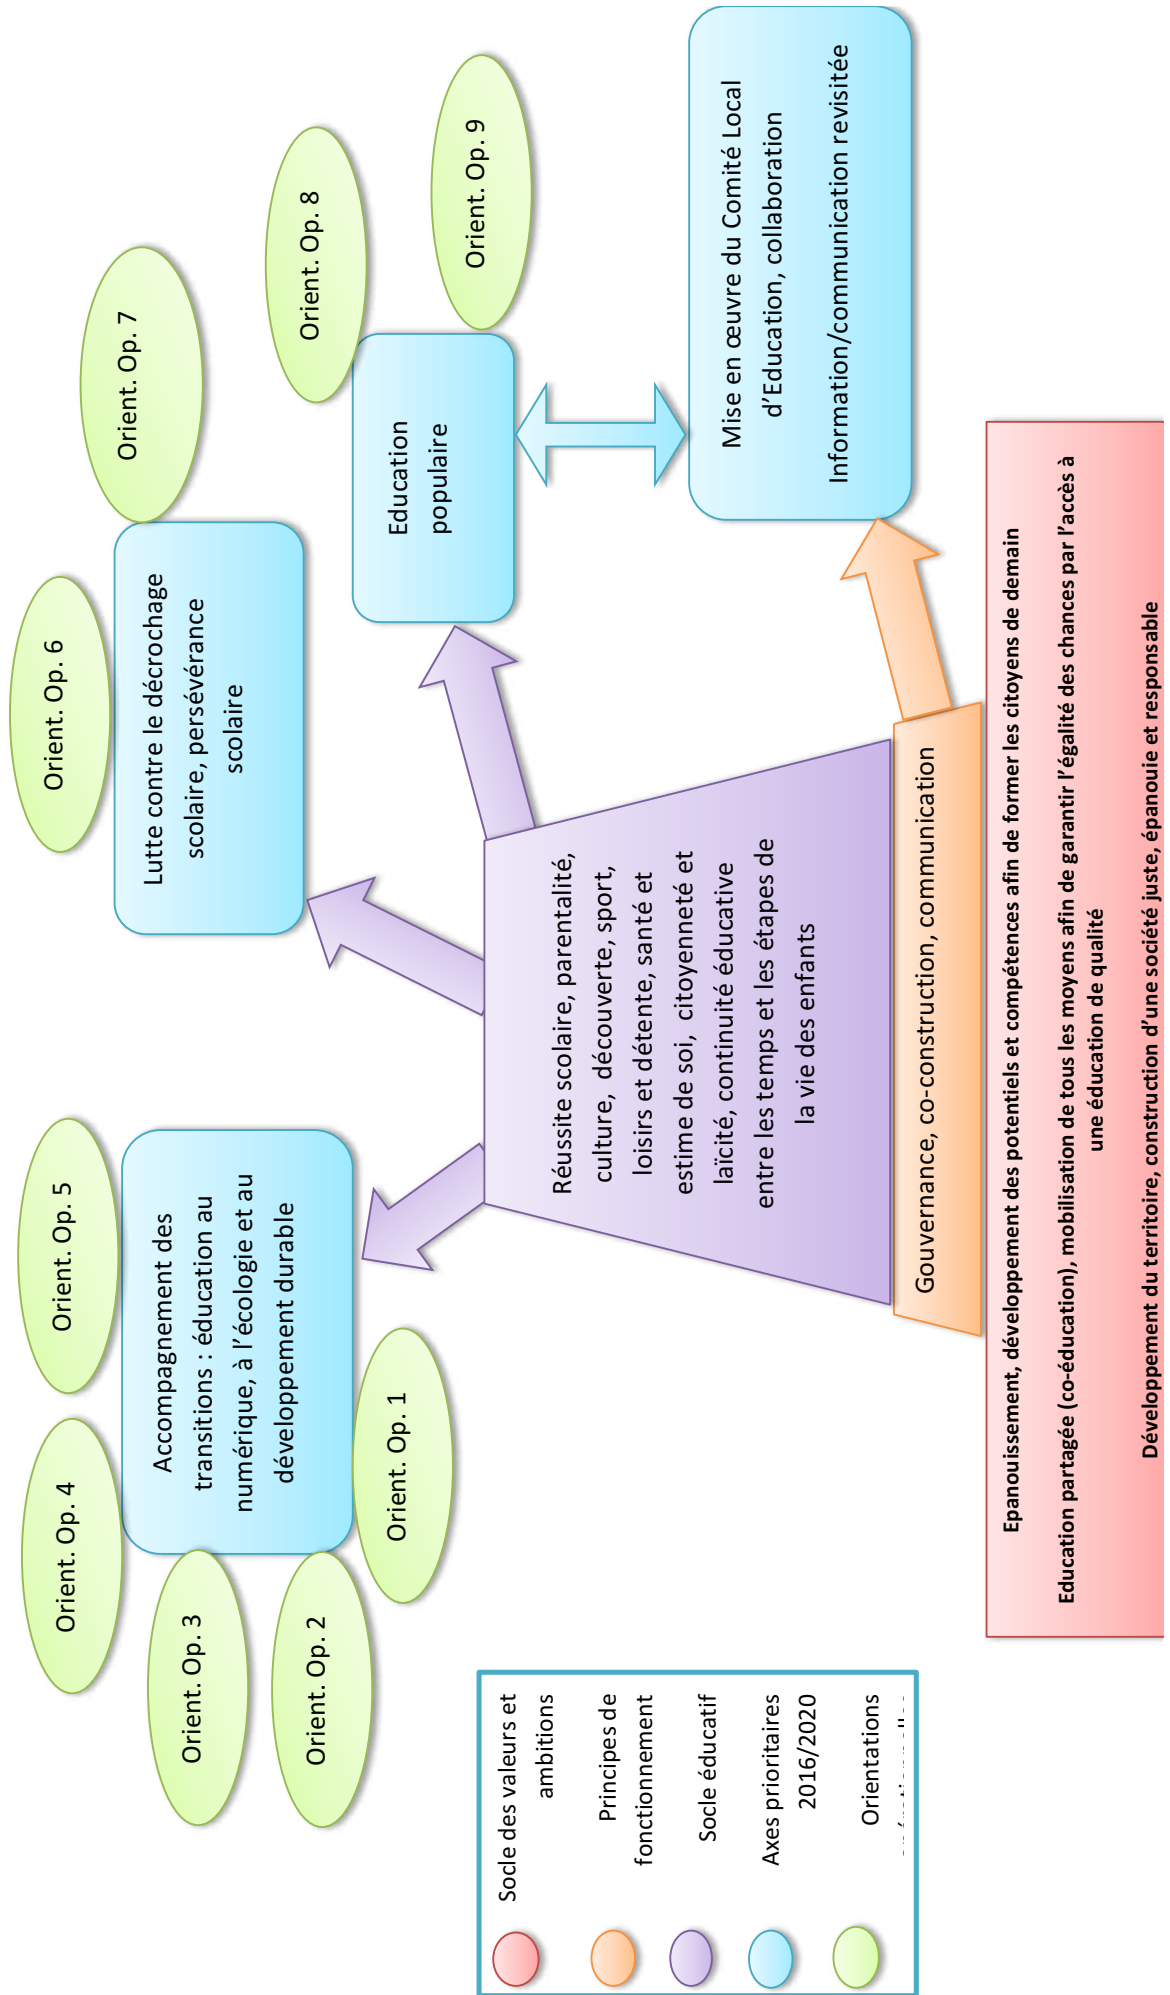 Orient. Op. 4
Orient. Op. 5
Orient. Op. 6
Orient. Op. 7
Orient. Op. 3
Orient. Op. 2
Orient. Op. 1
Accompagnement des
transitions : éducation au
numérique, à l'écologie et au
développement durable
Lutte contre le décrochage
scolaire, persévérance
scolaire
Orient. Op. 8
Orient. Op. 9
Education
populaire
Réussite scolaire, parentalité,
culture, découverte, sport,
loisirs et détente, santé et
estime de soi, citoyenneté et
laïcité, continuité éducative
entre les temps et les étapes de
la vie des enfants
Mise en œuvre du Comité Local
d'Education, collaboration
Information/communication revisitée
Gouvernance, co-construction, communication
Epanouissement, développement des potentiels et compétences afin de former les citoyens de demain
Education partagée (co-éducation), mobilisation de tous les moyens afin de garantir l'égalité des chances par l'accès à
une éducation de qualité
Développement du territoire, construction d'une société juste, épanouie et responsable
Socle des valeurs et
ambitions
Principes de
fonctionnement
Socle éducatif
Axes prioritaires
2016/2020
Orientations